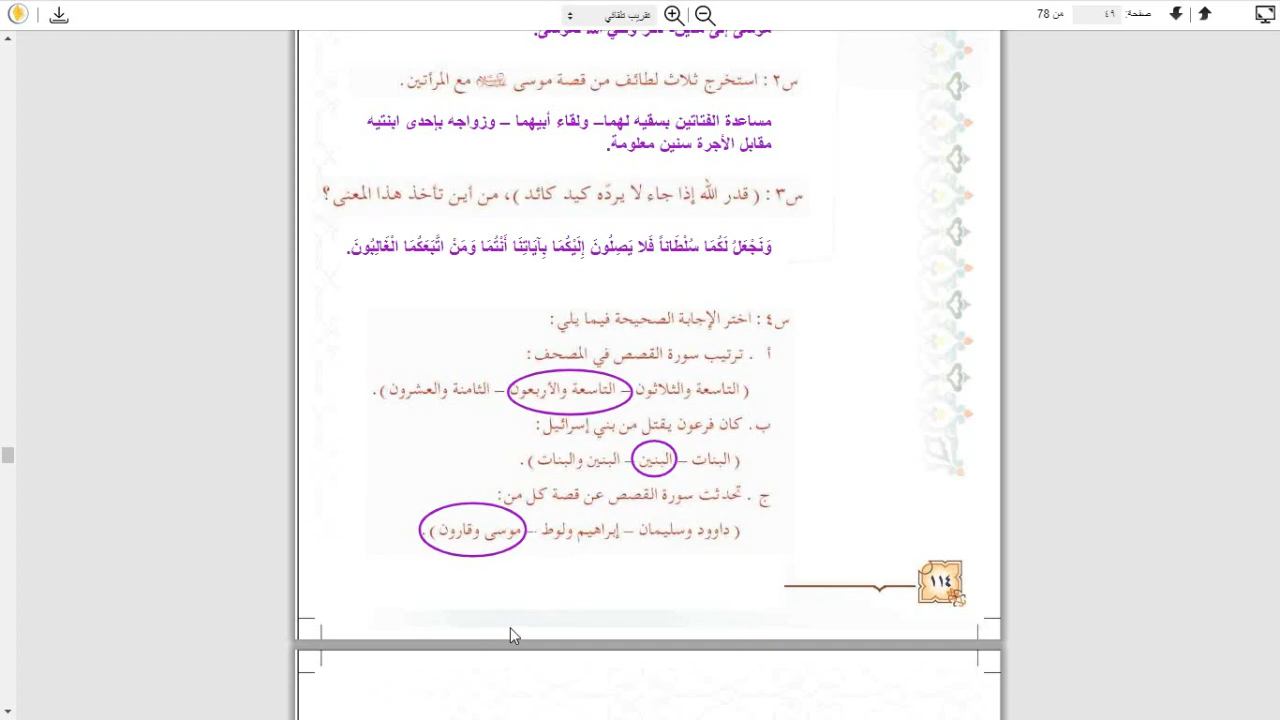 صفحة: ٤٩ من 78 تقريب تلقائي
س٢ : استخرج ثلاث لطائف من قصة موسى ﷺ مع المرأتين .
مساعدة الفتاتين بسقيه لهما– ولقاء أبيهما – وزواجه بإحدى ابنتيه
مقابل الأجرة سنين معلومة.
س٣ : ( قدر الله إذا جاء لا يردّه كيد كائد )، من أين تأخذ هذا المعنى ؟
وَنَجْعَلُ لَكُمَا سُلْطَاناً فَلا يَصِلُونَ إِلَيْكُمَا بِآيَاتِنَا أَنْتُمَا وَمَنْ اتَّبَعَكُمَا الْغَالِبُونَ.
س٤ : اختر الإجابة الصحيحة فيما يلي :
أ . ترتيب سورة القصص في المصحف :
( التاسعة والثلاثون – التاسعة والأربعون – الثامنة والعشرون ) .
ب . كان فرعون يقتل من بني إسرائيل :
( البنات – البنين – البنين والبنات ) .
ج . تحدثت سورة القصص عن قصة كل من :
( داوود وسليمان – إبراهيم ولوط – موسى وقارون ) .
١١٤